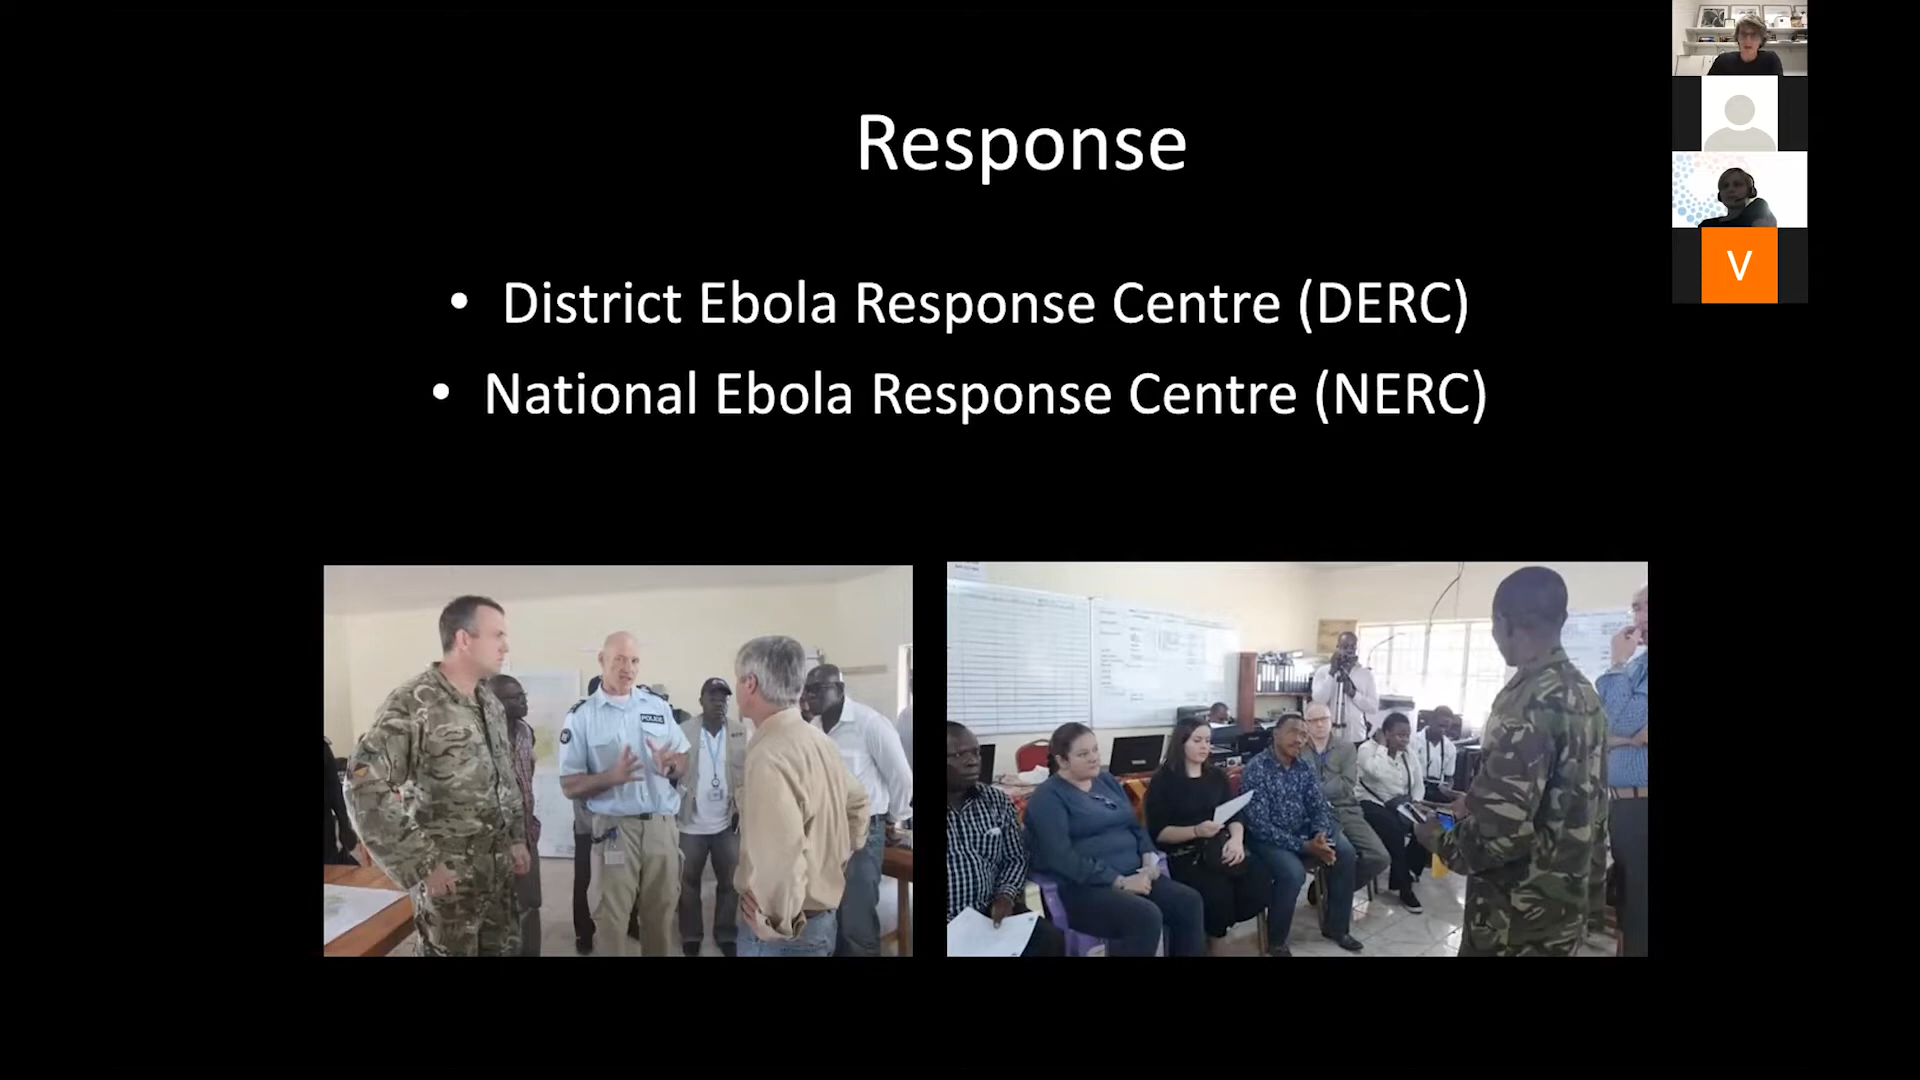 Response
• District Ebola Response Centre (DERC)
• National Ebola Response Centre (NERC)
V
POLICE